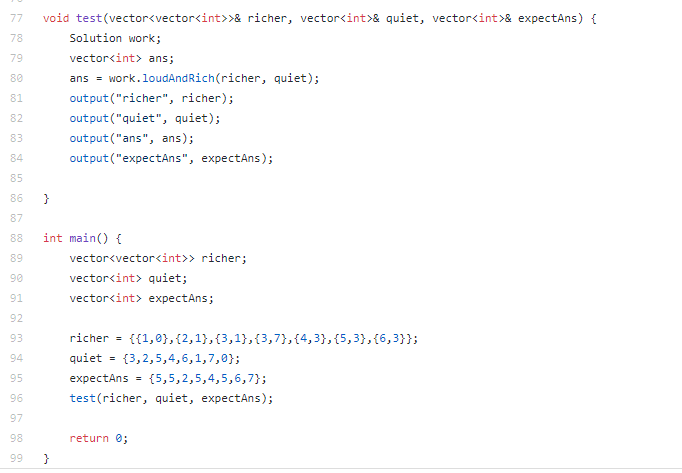 77 void test(vector<vector<int>>& richer, vector<int>& quiet, vector<int>& expectAns) {
78 Solution work;
79 vector<int> ans;
80 ans = work.loudAndRich(richer, quiet);
81 output("richer", richer);
82 output("quiet", quiet);
83 output("ans", ans);
84 output("expectAns", expectAns);
85
86 }
87
88 int main() {
89 vector<vector<int>> richer;
90 vector<int> quiet;
91 vector<int> expectAns;
92
93 richer = {{1,0},{2,1},{3,1},{3,7},{4,3},{5,3},{6,3}};
94 quiet = {3,2,5,4,6,1,7,0};
95 expectAns = {5,5,2,5,4,5,6,7};
96 test(richer, quiet, expectAns);
97
98 return 0;
99 }